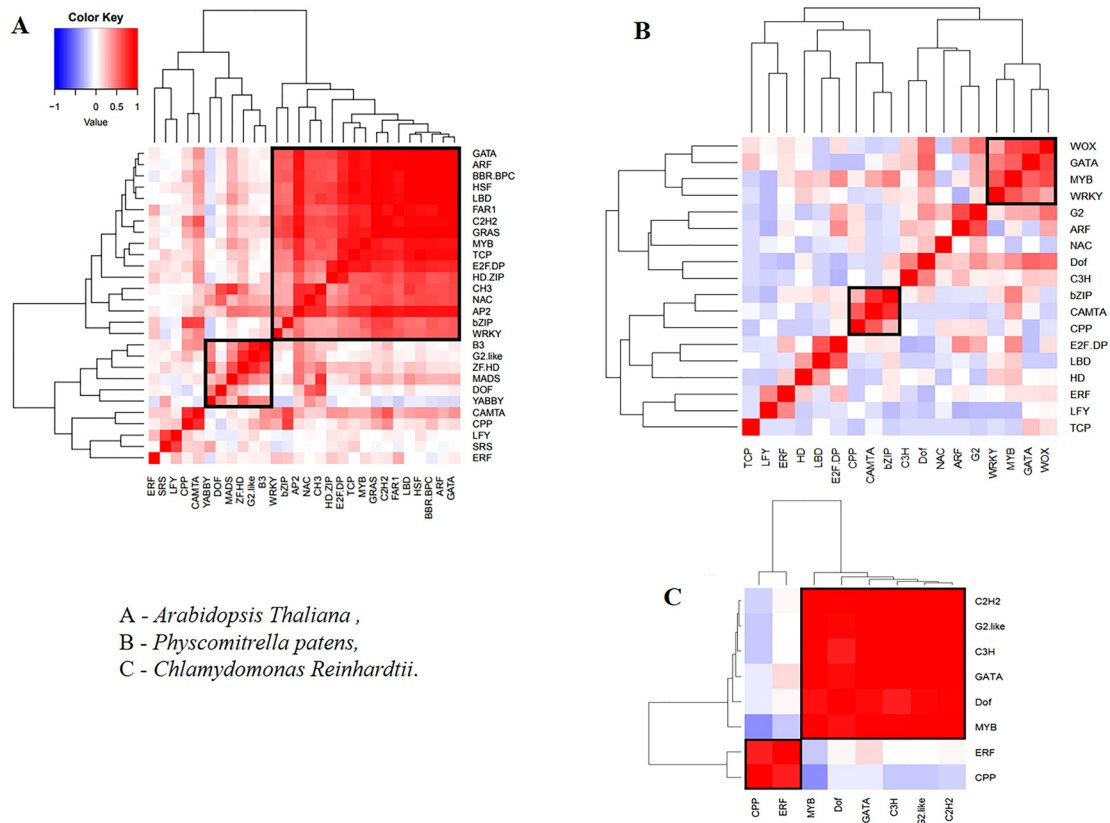 A
Color Key
−1
0
0.5
1
Value
GATA
ARF
BBR.BPC
HSF
LBD
FAR1
C2H2
GRAS
MYB
TCP
E2F.DP
HD.ZIP
CH3
NAC
AP2
bZIP
WRKY
B3
G2.like
ZF.HD
MADS
DOF
YABBY
CAMTA
CPP
LFY
SRS
ERF
ERF SRS LFY CPP CAMTA YABBY DOF MADS ZF.HD G2.like B3 WRKY bZIP AP2 NAC CH3 HD.ZIP E2F.DP TCP MYB GRAS C2H2 FAR1 LBD HSF BBR.BPC ARF GATA
B
WOX
GATA
MYB
WRKY
G2
ARF
NAC
Dof
C3H
bZIP
CAMTA
CPP
E2F.DP
LBD
HD
ERF
LFY
TCP
TCP LFY ERF HD LBD E2F.DP CPP CAMTA bZIP C3H Dof NAC ARF G2 WRKY MYB GATA WOX
A - Arabidopsis Thaliana ,
B - Physcomitrella patens,
C - Chlamydomonas Reinhardtii.
C
C2H2
G2.like
C3H
GATA
Dof
MYB
ERF
CPP
CPP ERF MYB Dof GATA C3H G2.like C2H2